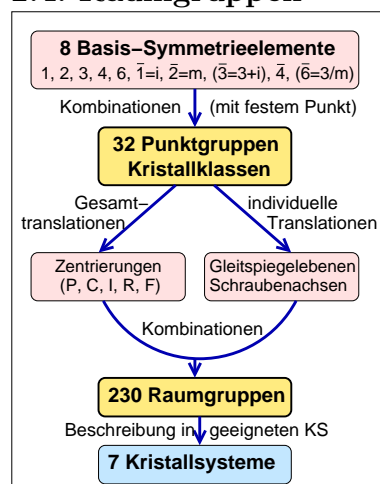 8 Basis–Symmetrieelemente
1, 2, 3, 4, 6, 1̄=i, 2̄=m, (3̄=3+i), 4̄, (6̄=3/m)
Kombinationen (mit festem Punkt)
32 Punktgruppen
Kristallklassen
Gesamt–
translationen
individuelle
Translationen
Zentrierungen
(P, C, I, R, F)
Gleitspiegelebenen
Schraubenachsen
Kombinationen
230 Raumgruppen
Beschreibung in geeigneten KS
7 Kristallsysteme